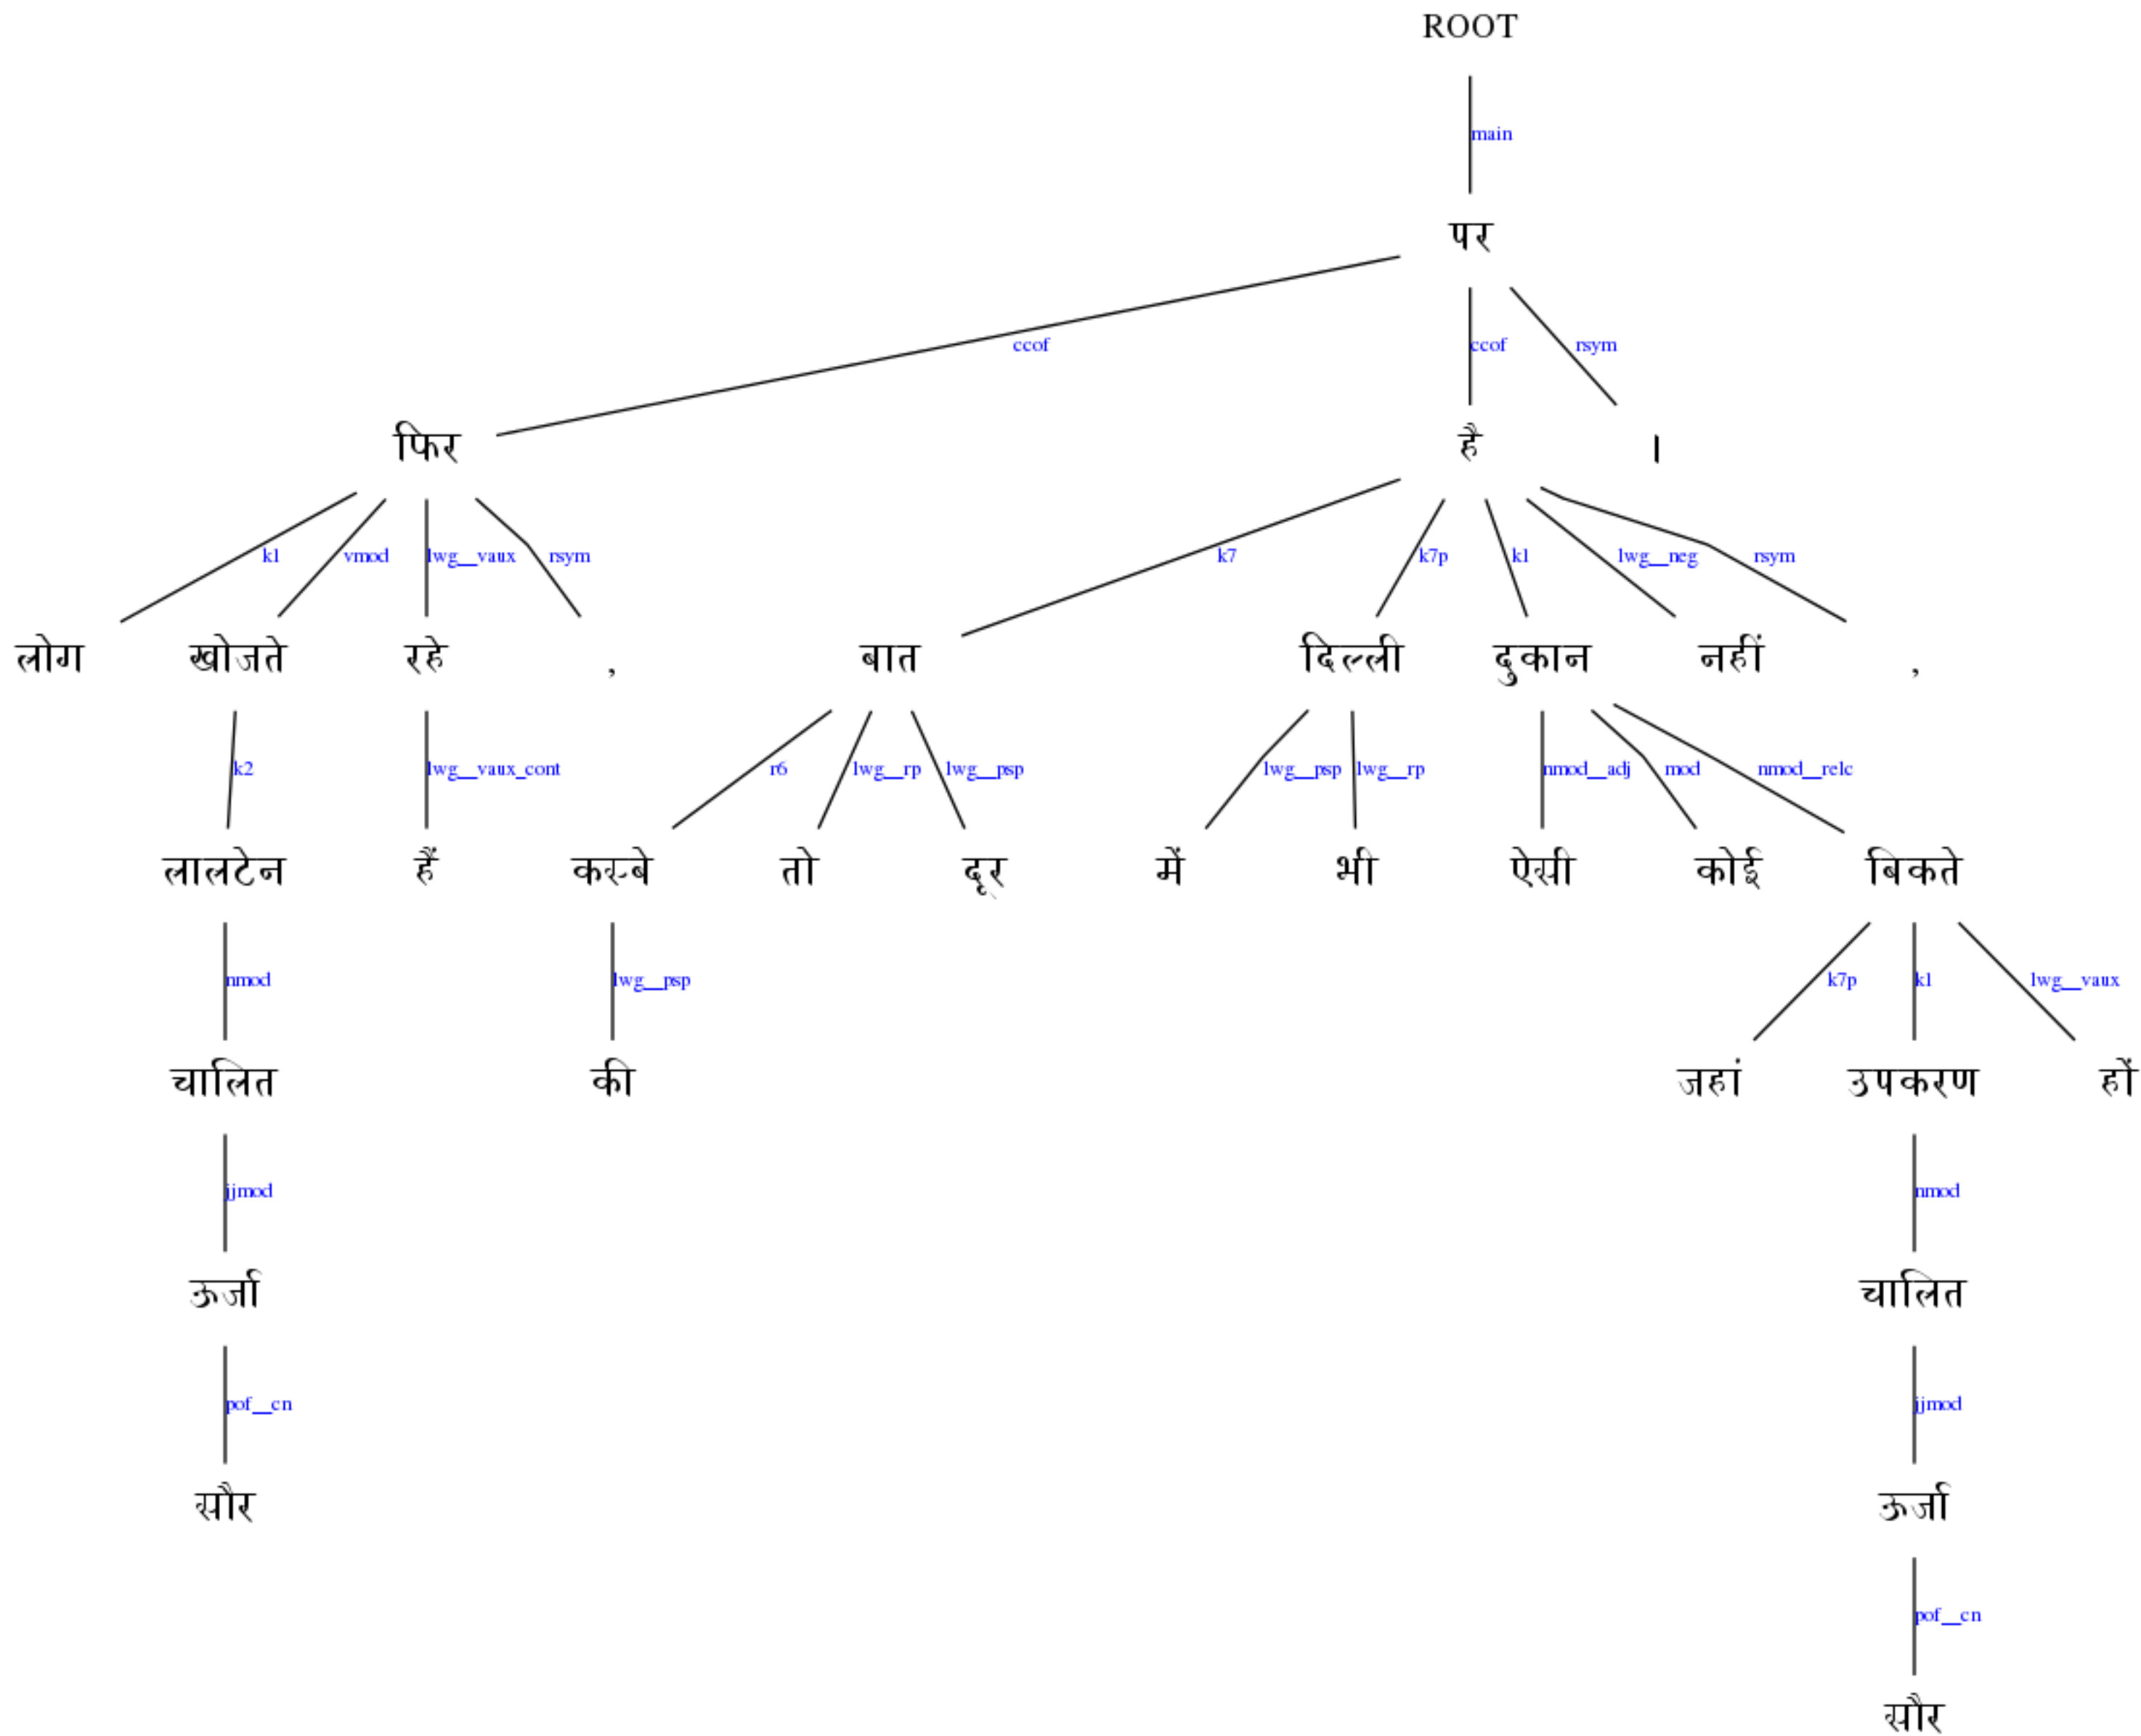 ROOT
main
पर
ccof ccof rsym
फिर है ।
k1 vmod lwg__vaux rsym k7 k7p k1 lwg__neg rsym
लोग खोजते रहे , बात दिल्ली दुकान नहीं ,
k2 lwg__vaux_cont r6 lwg__rp lwg__psp lwg__psp lwg__rp nmod__adj mod nmod__relc
लालटेन हैं कस्बे तो दूर में भी ऐसी कोई बिकते
nmod lwg__psp k7p k1 lwg__vaux
चालित की जहां उपकरण हों
jjmod nmod
ऊर्जा चालित
pof__cn jjmod
सौर ऊर्जा
pof__cn
सौर